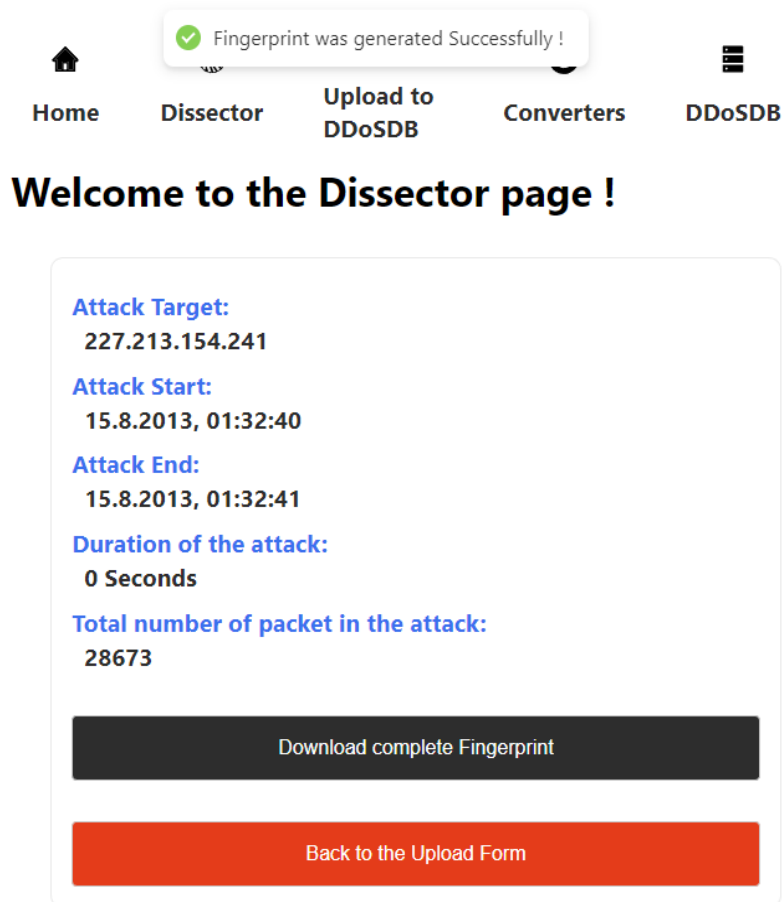 Fingerprint was generated Successfully !
Home
Dissector
Upload to
DDoSDB
Converters
DDoSDB
Welcome to the Dissector page !
Attack Target:
227.213.154.241
Attack Start:
15.8.2013, 01:32:40
Attack End:
15.8.2013, 01:32:41
Duration of the attack:
0 Seconds
Total number of packet in the attack:
28673
Download complete Fingerprint
Back to the Upload Form